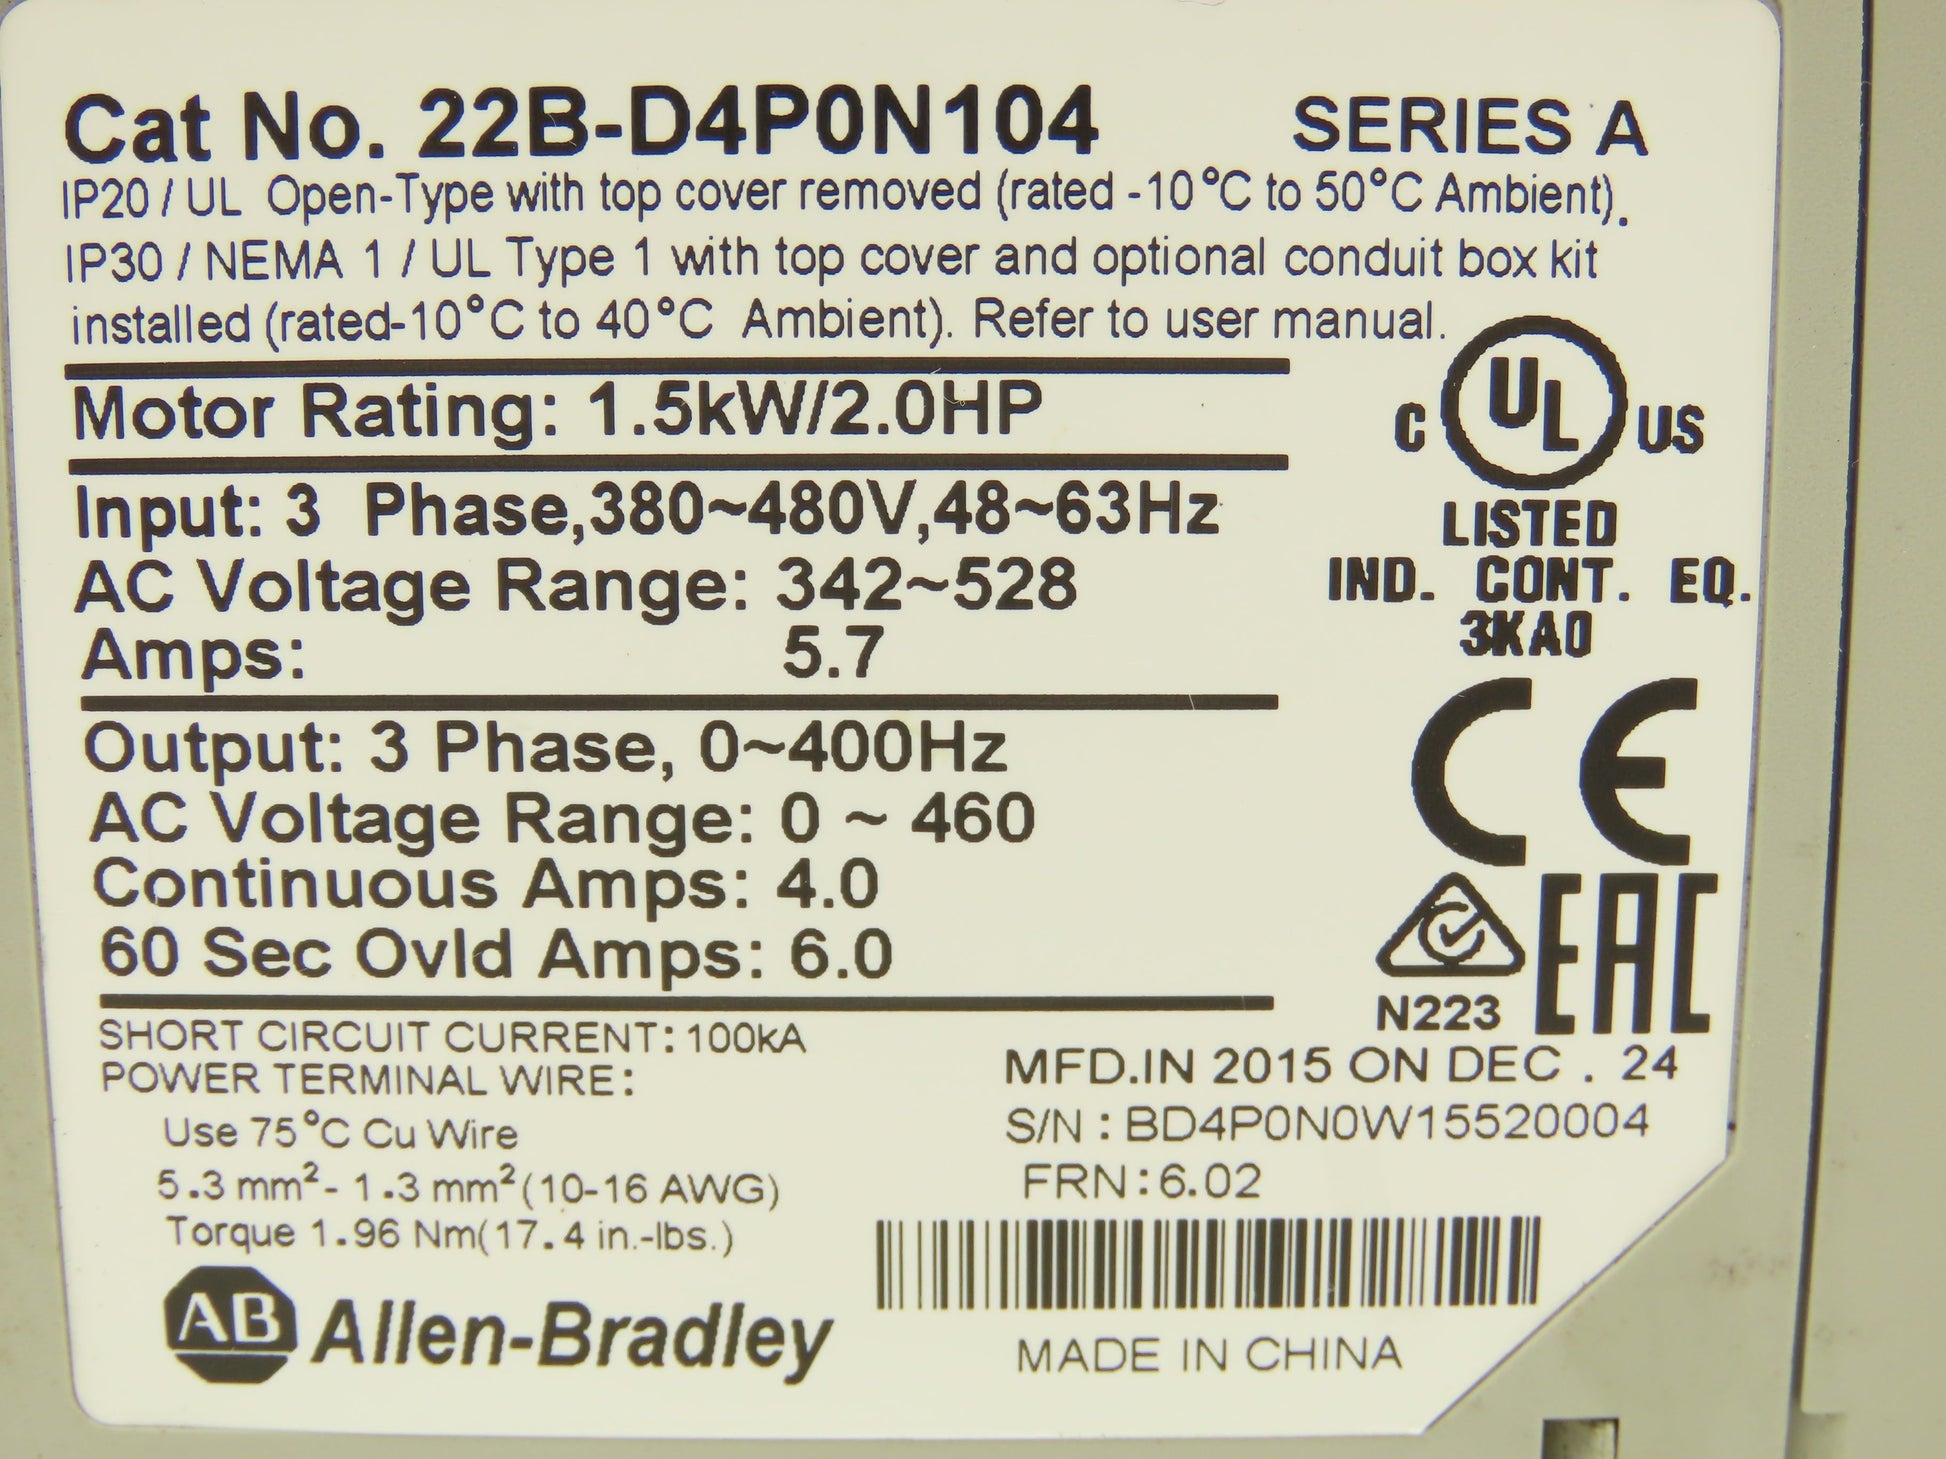 Cat No. 22B-D4P0N104 SERIES A
IP20 / UL Open-Type with top cover removed (rated -10°C to 50°C Ambient).
IP30 / NEMA 1 / UL Type 1 with top cover and optional conduit box kit
installed (rated-10°C to 40°C Ambient). Refer to user manual.
Motor Rating: 1.5kW/2.0HP
Input: 3 Phase,380~480V,48~63Hz
AC Voltage Range: 342~528
Amps: 5.7
Output: 3 Phase, 0~400Hz
AC Voltage Range: 0 ~ 460
Continuous Amps: 4.0
60 Sec Ovld Amps: 6.0
C UL US
LISTED
IND. CONT. EQ.
3KA0
CE
N223
EAC
SHORT CIRCUIT CURRENT: 100kA
POWER TERMINAL WIRE:
Use 75°C Cu Wire
5.3 mm²- 1.3 mm² (10-16 AWG)
Torque 1.96 Nm(17.4 in.-lbs.)
MFD.IN 2015 ON DEC . 24
S/N : BD4P0N0W15520004
FRN:6.02
AB Allen-Bradley
MADE IN CHINA